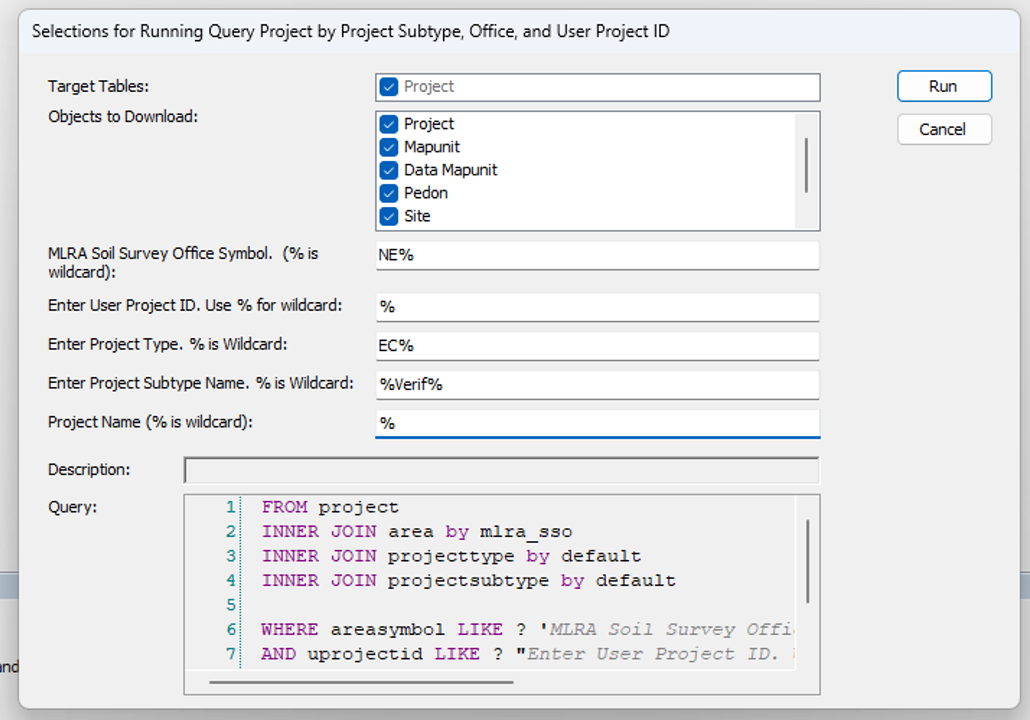 Selections for Running Query Project by Project Subtype, Office, and User Project ID
Target Tables:
Project
Run
Objects to Download:
Project
Mapunit
Data Mapunit
Pedon
Site
Cancel
MLRA Soil Survey Office Symbol.  (% is
wildcard):
NE%
Enter User Project ID. Use % for wildcard:
%
Enter Project Type.  % is Wildcard:
EC%
Enter Project Subtype Name.  % is Wildcard:
%Verif%
Project Name (% is wildcard):
%
Description:
Query:
1 FROM project
2 INNER JOIN area by mlra_sso
3 INNER JOIN projecttype by default
4 INNER JOIN projectsubtype by default
5
6 WHERE areasymbol LIKE ? 'MLRA Soil Survey Offi
7 AND uprojectid LIKE ? "Enter User Project ID.